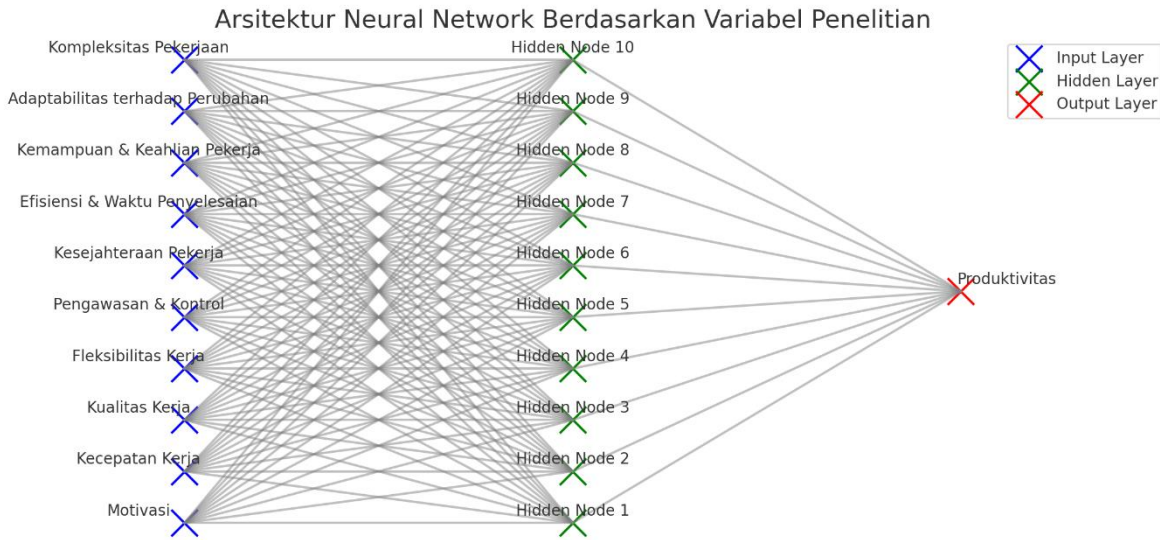 Arsitektur Neural Network Berdasarkan Variabel Penelitian
Kompleksitas Pekerjaan
Adaptabilitas terhadap Perubahan
Kemampuan & Keahlian Pekerja
Efisiensi & Waktu Penyelesaian
Kesejahteraan Pekerja
Pengawasan & Kontrol
Fleksibilitas Kerja
Kualitas Kerja
Kecepatan Kerja
Motivasi
Hidden Node 10
Hidden Node 9
Hidden Node 8
Hidden Node 7
Hidden Node 6
Hidden Node 5
Hidden Node 4
Hidden Node 3
Hidden Node 2
Hidden Node 1
Produktivitas
Input Layer
Hidden Layer
Output Layer